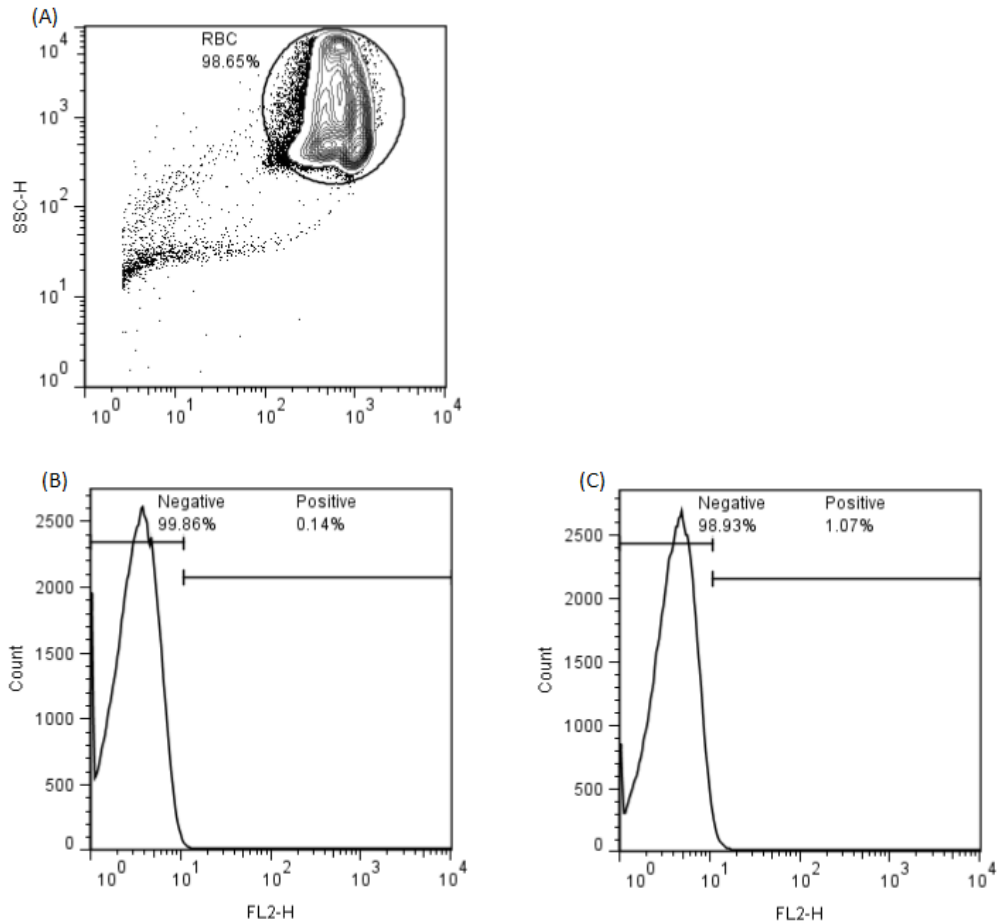 (A)
RBC
98.65%
SSC-H
10^4
10^3
10^2
10^1
10^0
10^0 10^1 10^2 10^3 10^4
(B)
Negative Positive
99.86% 0.14%
Count
2500
2000
1500
1000
500
0
10^0 10^1 10^2 10^3 10^4
FL2-H
(C)
Negative Positive
98.93% 1.07%
Count
2500
2000
1500
1000
500
0
10^0 10^1 10^2 10^3 10^4
FL2-H